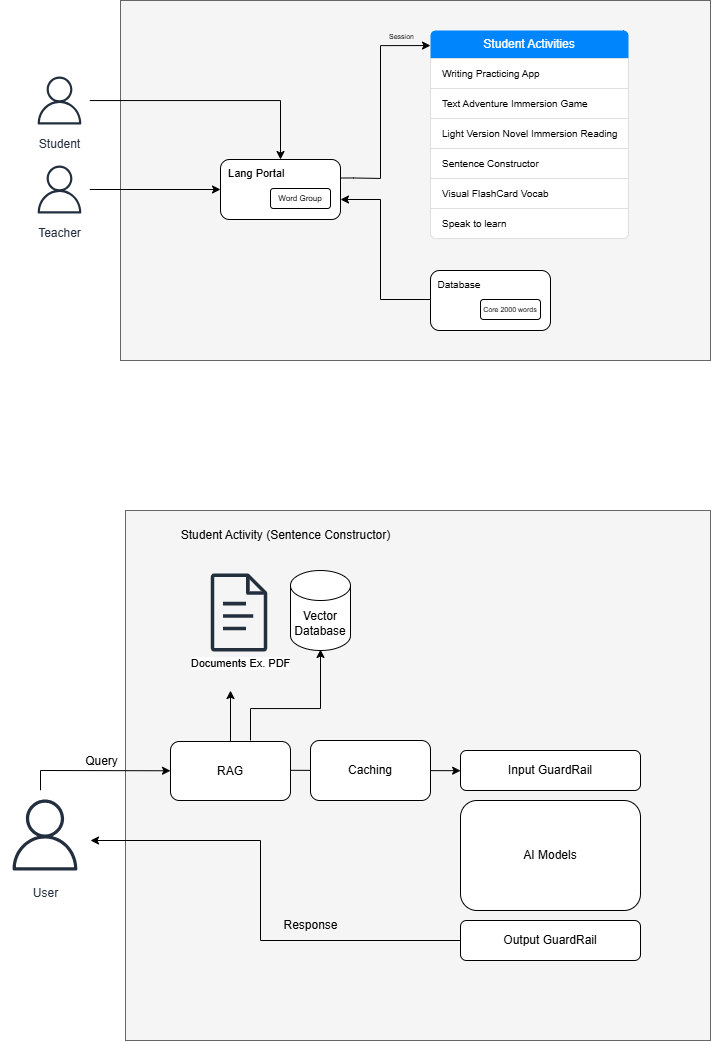 Session
Student Activities
Writing Practicing App
Text Adventure Immersion Game
Light Version Novel Immersion Reading
Sentence Constructor
Visual FlashCard Vocab
Speak to learn
Student
Teacher
Lang Portal
Word Group
Database
Core 2000 words
Student Activity (Sentence Constructor)
Documents Ex. PDF
Vector
Database
Query
RAG
Caching
Input GuardRail
AI Models
Output GuardRail
User
Response